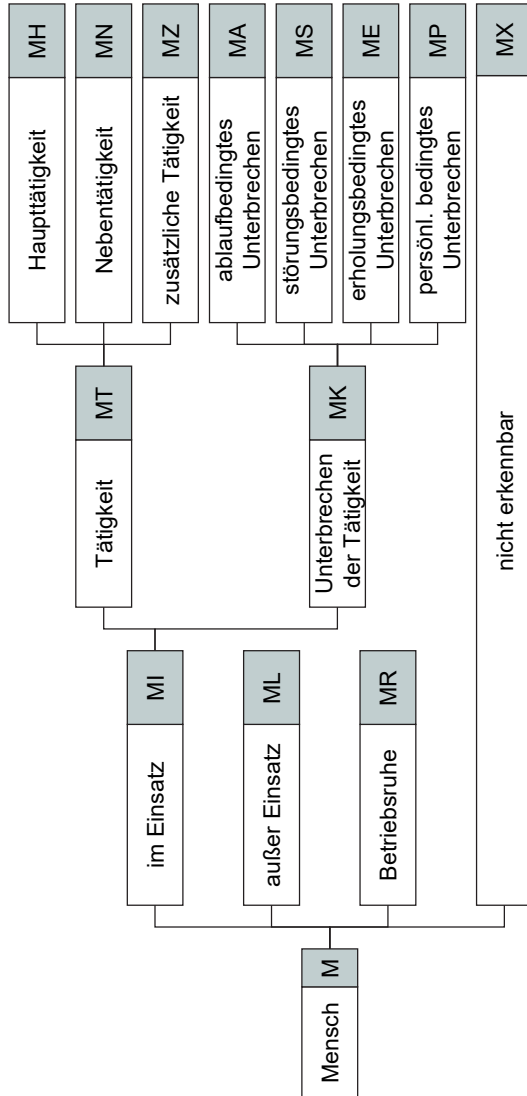 Mensch
M
im Einsatz
MI
außer Einsatz
ML
Betriebsruhe
MR
Tätigkeit
MT
Unterbrechen
der Tätigkeit
MK
Haupttätigkeit
MH
Nebentätigkeit
MN
zusätzliche Tätigkeit
MZ
ablaufbedingtes
Unterbrechen
MA
störungsbedingtes
Unterbrechen
MS
erholungsbedingtes
Unterbrechen
ME
persönl. bedingtes
Unterbrechen
MP
nicht erkennbar
MX